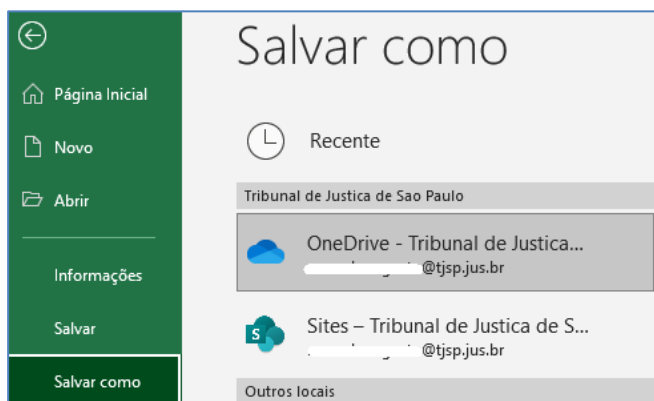 Salvar como
Página Inicial
Novo
Abrir
Informações
Salvar
Salvar como
Recente
Tribunal de Justica de Sao Paulo
OneDrive - Tribunal de Justica...
@tjsp.jus.br
S
Sites – Tribunal de Justica de S...
@tjsp.jus.br
Outros locais